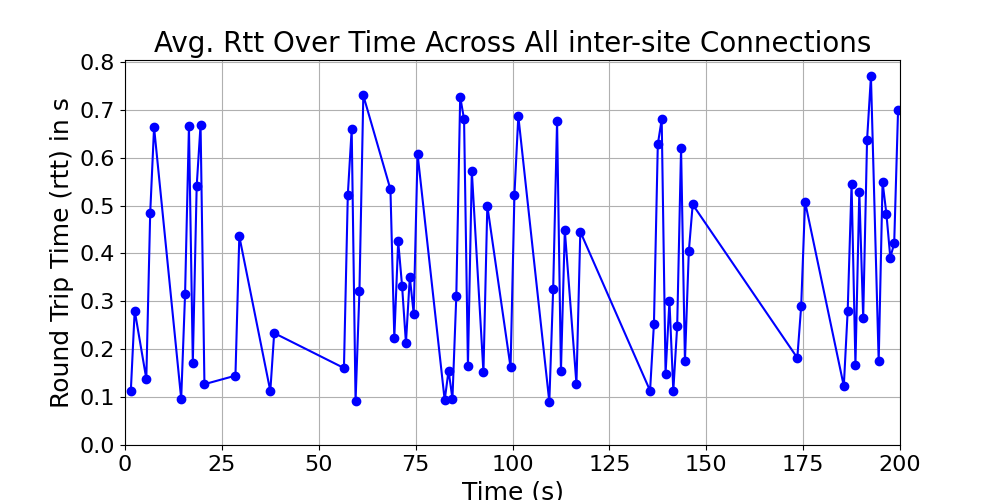 Avg. Rtt Over Time Across All inter-site Connections
Round Trip Time (rtt) in s
0.8
0.7
0.6
0.5
0.4
0.3
0.2
0.1
0.0
0 25 50 75 100 125 150 175 200
Time (s)